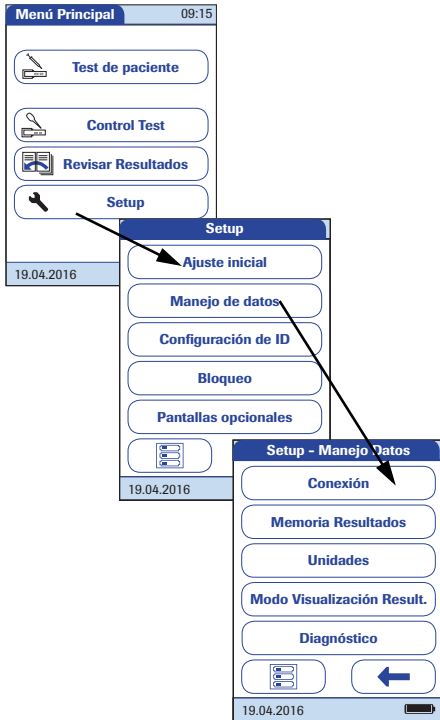 Menú Principal
09:15
Test de paciente
Control Test
Revisar Resultados
Setup
19.04.2016
Setup
Ajuste inicial
Manejo de datos
Configuración de ID
Bloqueo
Pantallas opcionales
19.04.2016
Setup - Manejo Datos
Conexión
Memoria Resultados
Unidades
Modo Visualización Result.
Diagnóstico
19.04.2016